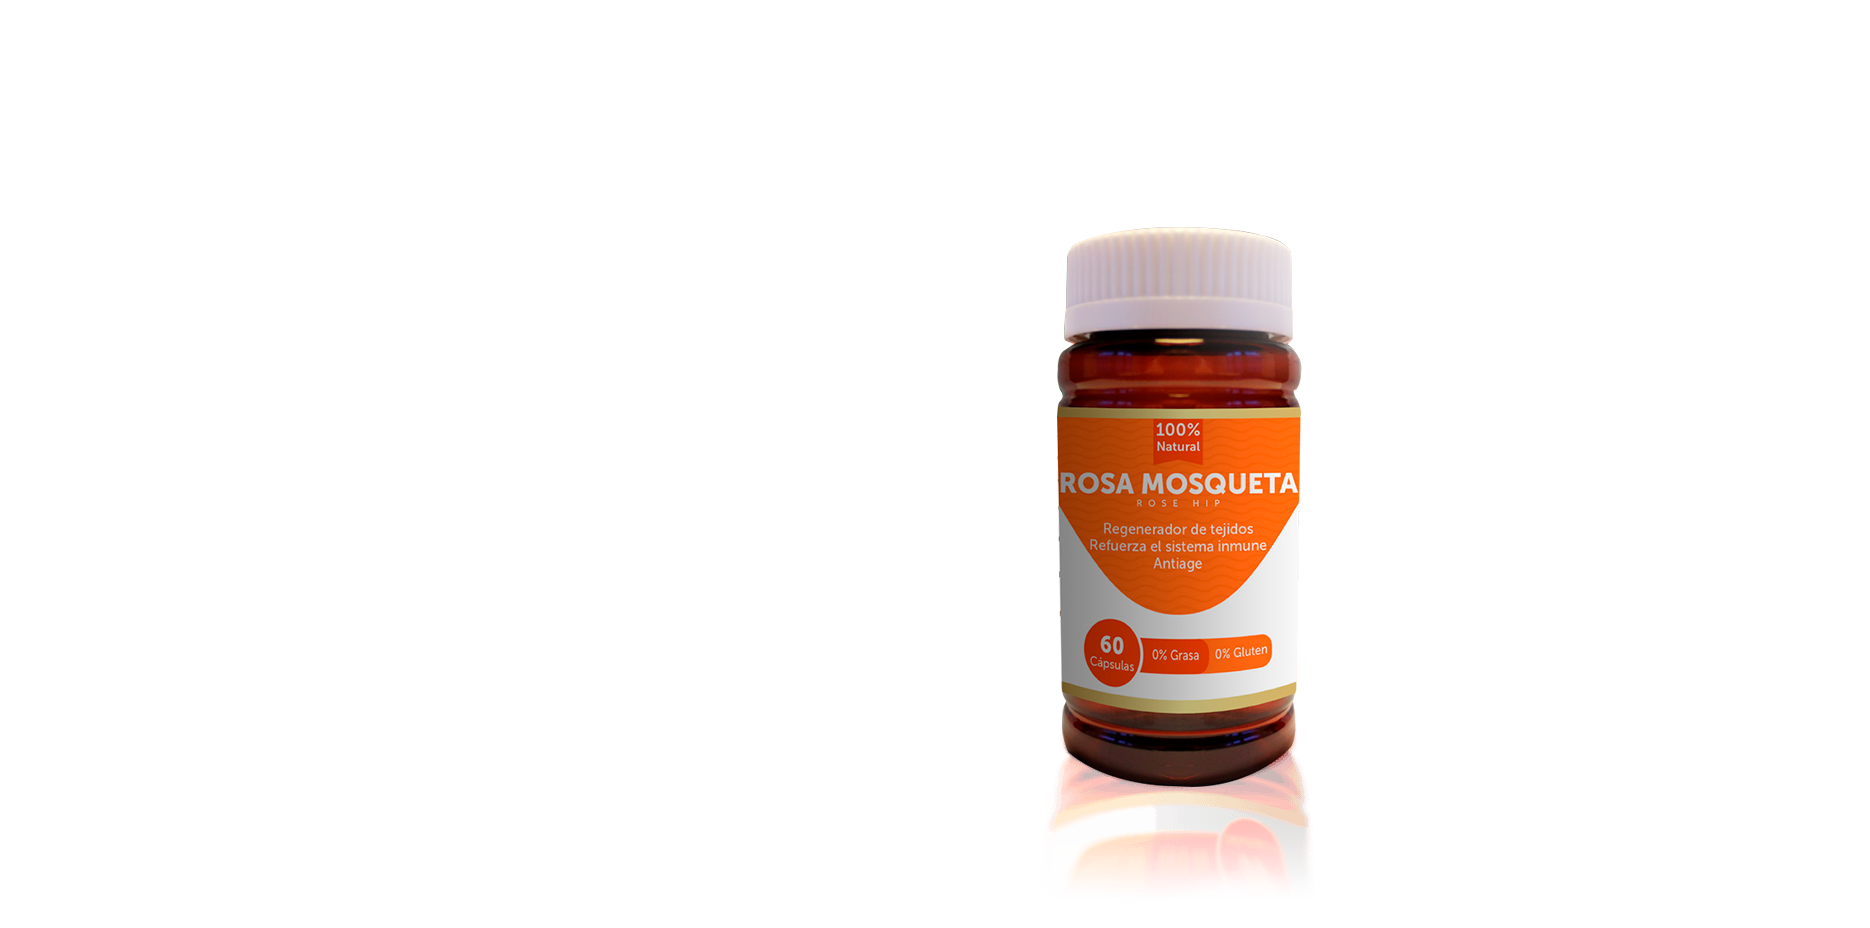 100%
Natural
ROSA MOSQUETA
ROSE HIP
Regenerador de tejidos
Refuerza el sistema inmune
Antiage
60
Cápsulas
0% Grasa
0% Gluten